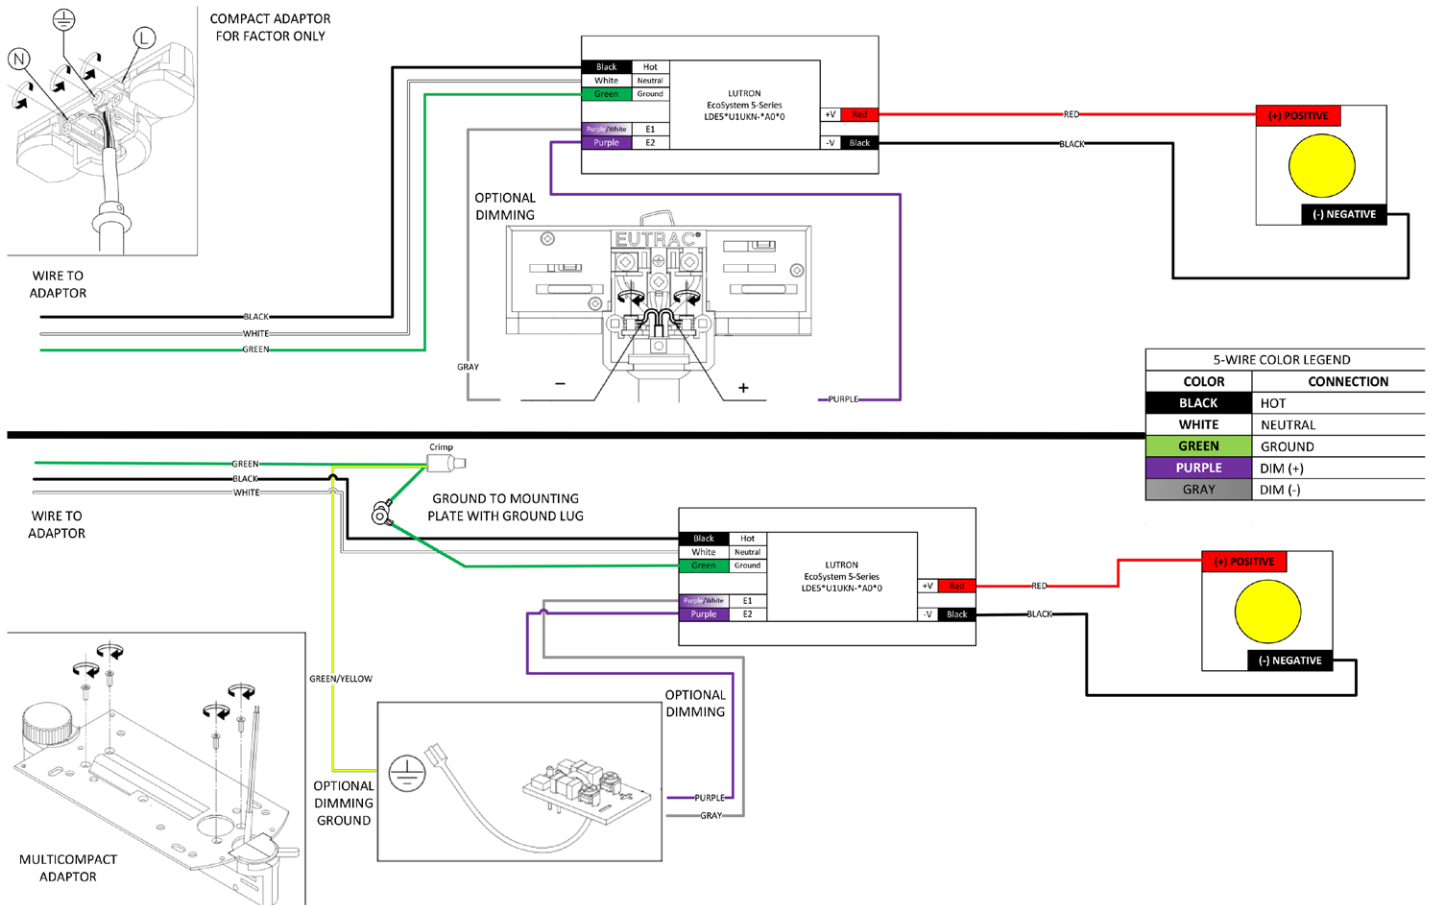 COMPACT ADAPTOR
FOR FACTOR ONLY
N
L
WIRE TO
ADAPTOR
BLACK
WHITE
GREEN
Black Hot
White Neutral
Green Ground
Purple/White E1
Purple E2
LUTRON
EcoSystem 5-Series
LDE5*U1UKN-*A0*0
+V Red
-V Black
RED
BLACK
(+) POSITIVE
(-) NEGATIVE
OPTIONAL
DIMMING
EUTRAC®
GRAY
−
+
PURPLE
5-WIRE COLOR LEGEND
COLOR CONNECTION
BLACK HOT
WHITE NEUTRAL
GREEN GROUND
PURPLE DIM (+)
GRAY DIM (-)
GREEN
BLACK
WHITE
Crimp
WIRE TO
ADAPTOR
GROUND TO MOUNTING
PLATE WITH GROUND LUG
Black Hot
White Neutral
Green Ground
Purple/White E1
Purple E2
LUTRON
EcoSystem 5-Series
LDE5*U1UKN-*A0*0
+V Red
-V Black
RED
BLACK
(+) POSITIVE
(-) NEGATIVE
GREEN/YELLOW
OPTIONAL
DIMMING
OPTIONAL
DIMMING
GROUND
− +
PURPLE
GRAY
MULTICOMPACT
ADAPTOR